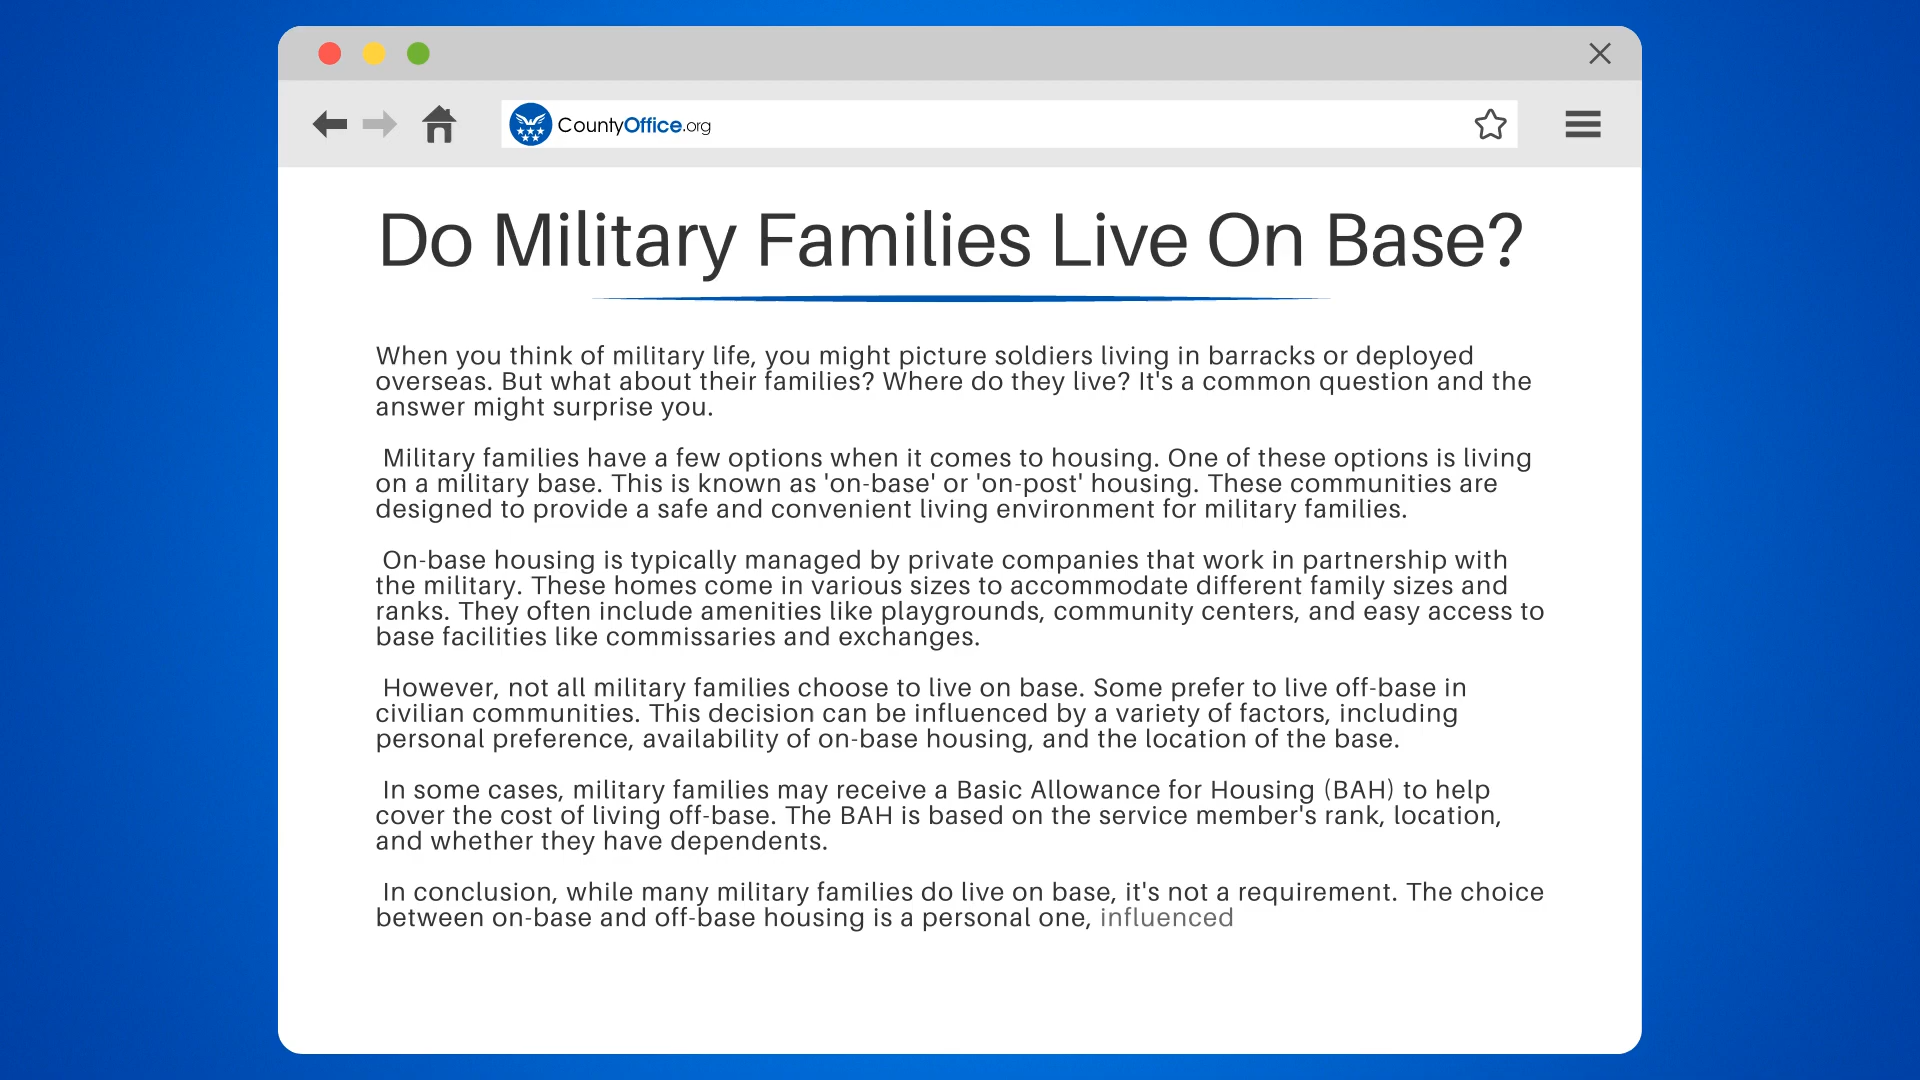 CountyOffice.org
Do Military Families Live On Base?
When you think of military life, you might picture soldiers living in barracks or deployed
overseas. But what about their families? Where do they live? It's a common question and the
answer might surprise you.
Military families have a few options when it comes to housing. One of these options is living
on a military base. This is known as 'on-base' or 'on-post' housing. These communities are
designed to provide a safe and convenient living environment for military families.
On-base housing is typically managed by private companies that work in partnership with
the military. These homes come in various sizes to accommodate different family sizes and
ranks. They often include amenities like playgrounds, community centers, and easy access to
base facilities like commissaries and exchanges.
However, not all military families choose to live on base. Some prefer to live off-base in
civilian communities. This decision can be influenced by a variety of factors, including
personal preference, availability of on-base housing, and the location of the base.
In some cases, military families may receive a Basic Allowance for Housing (BAH) to help
cover the cost of living off-base. The BAH is based on the service member's rank, location,
and whether they have dependents.
In conclusion, while many military families do live on base, it's not a requirement. The choice
between on-base and off-base housing is a personal one, influenced